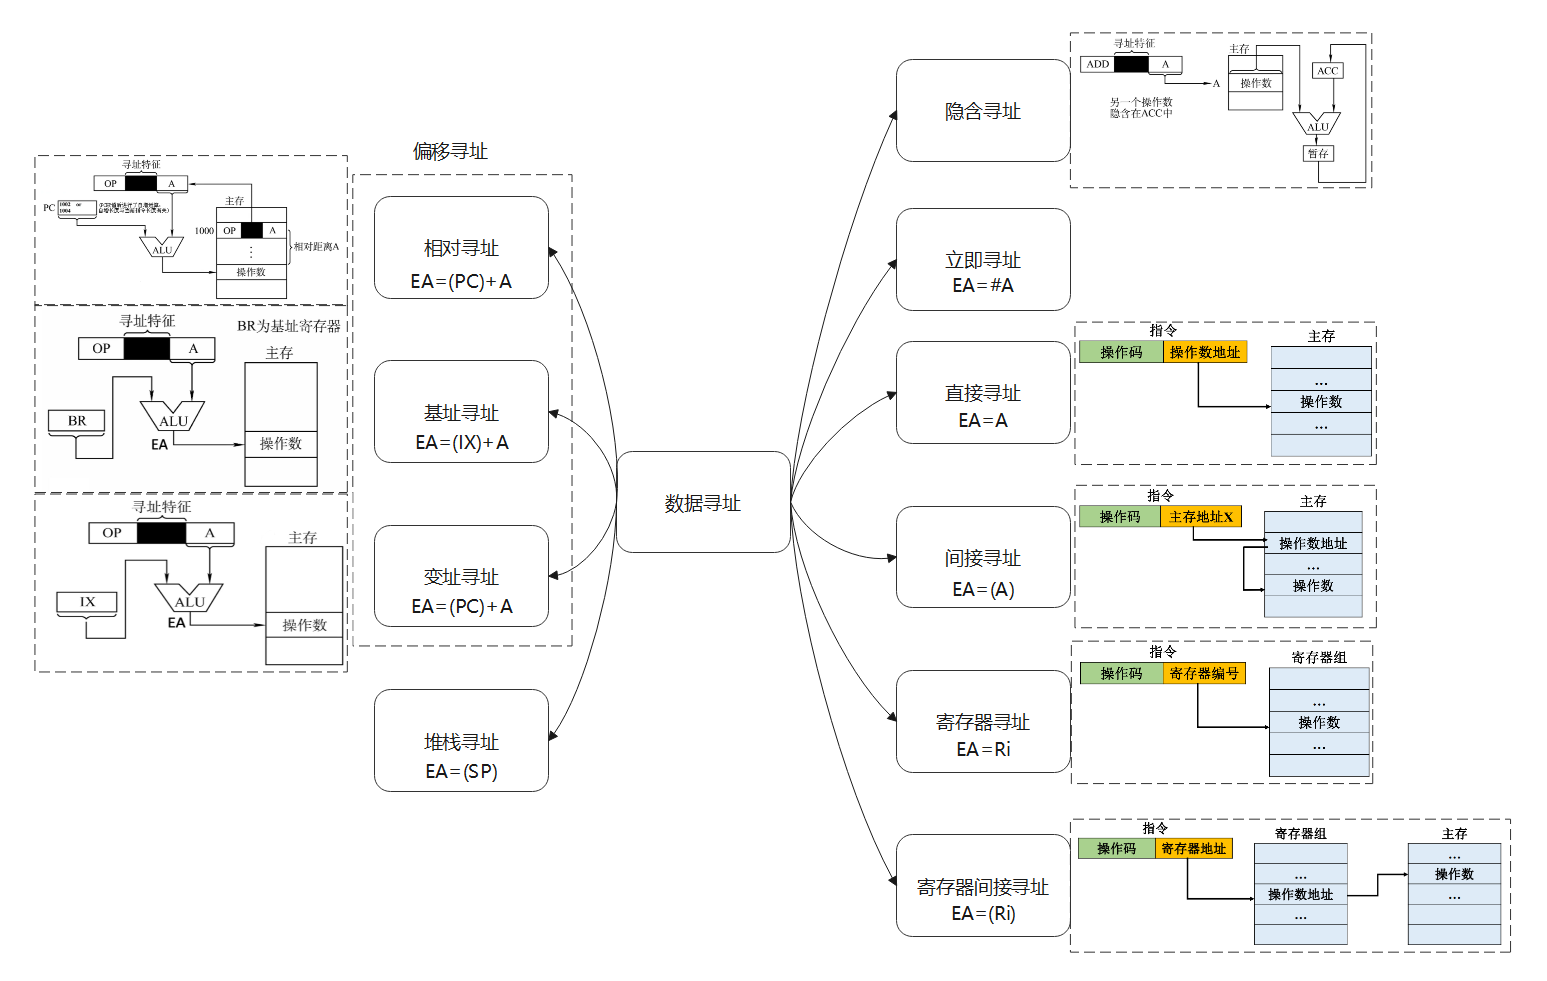 偏移寻址
寻址特征
OP
A
主存
PC
1002 or
1004
1000
OP
A
相对距离A
ALU
操作数
相对寻址
EA=(PC)+A
寻址特征
BR为基址寄存器
OP
A
主存
BR
ALU
EA
操作数
基址寻址
EA=(IX)+A
寻址特征
OP
A
主存
IX
ALU
EA
操作数
变址寻址
EA=(PC)+A
堆栈寻址
EA=(SP)
数据寻址
隐含寻址
寻址特征
ADD
A
主存
A
操作数
ACC
另一个操作数
隐含在ACC中
ALU
暂存
立即寻址
EA=#A
直接寻址
EA=A
指令
操作码
操作数地址
主存
...
操作数
...
间接寻址
EA=(A)
指令
操作码
主存地址X
主存
操作数地址
...
操作数
寄存器寻址
EA=Ri
指令
操作码
寄存器编号
寄存器组
...
操作数
...
寄存器间接寻址
EA=(Ri)
指令
操作码
寄存器地址
寄存器组
...
操作数地址
...
主存
...
操作数
...